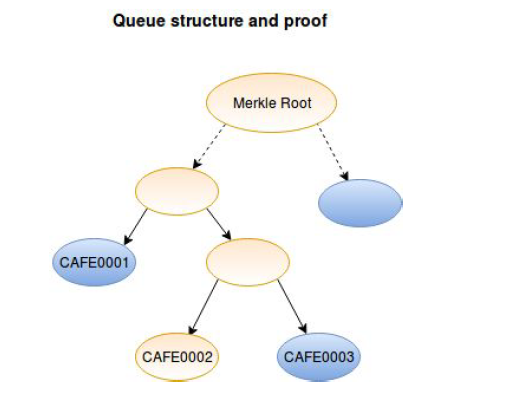 Queue structure and proof
Merkle Root
CAFE0001
CAFE0002
CAFE0003